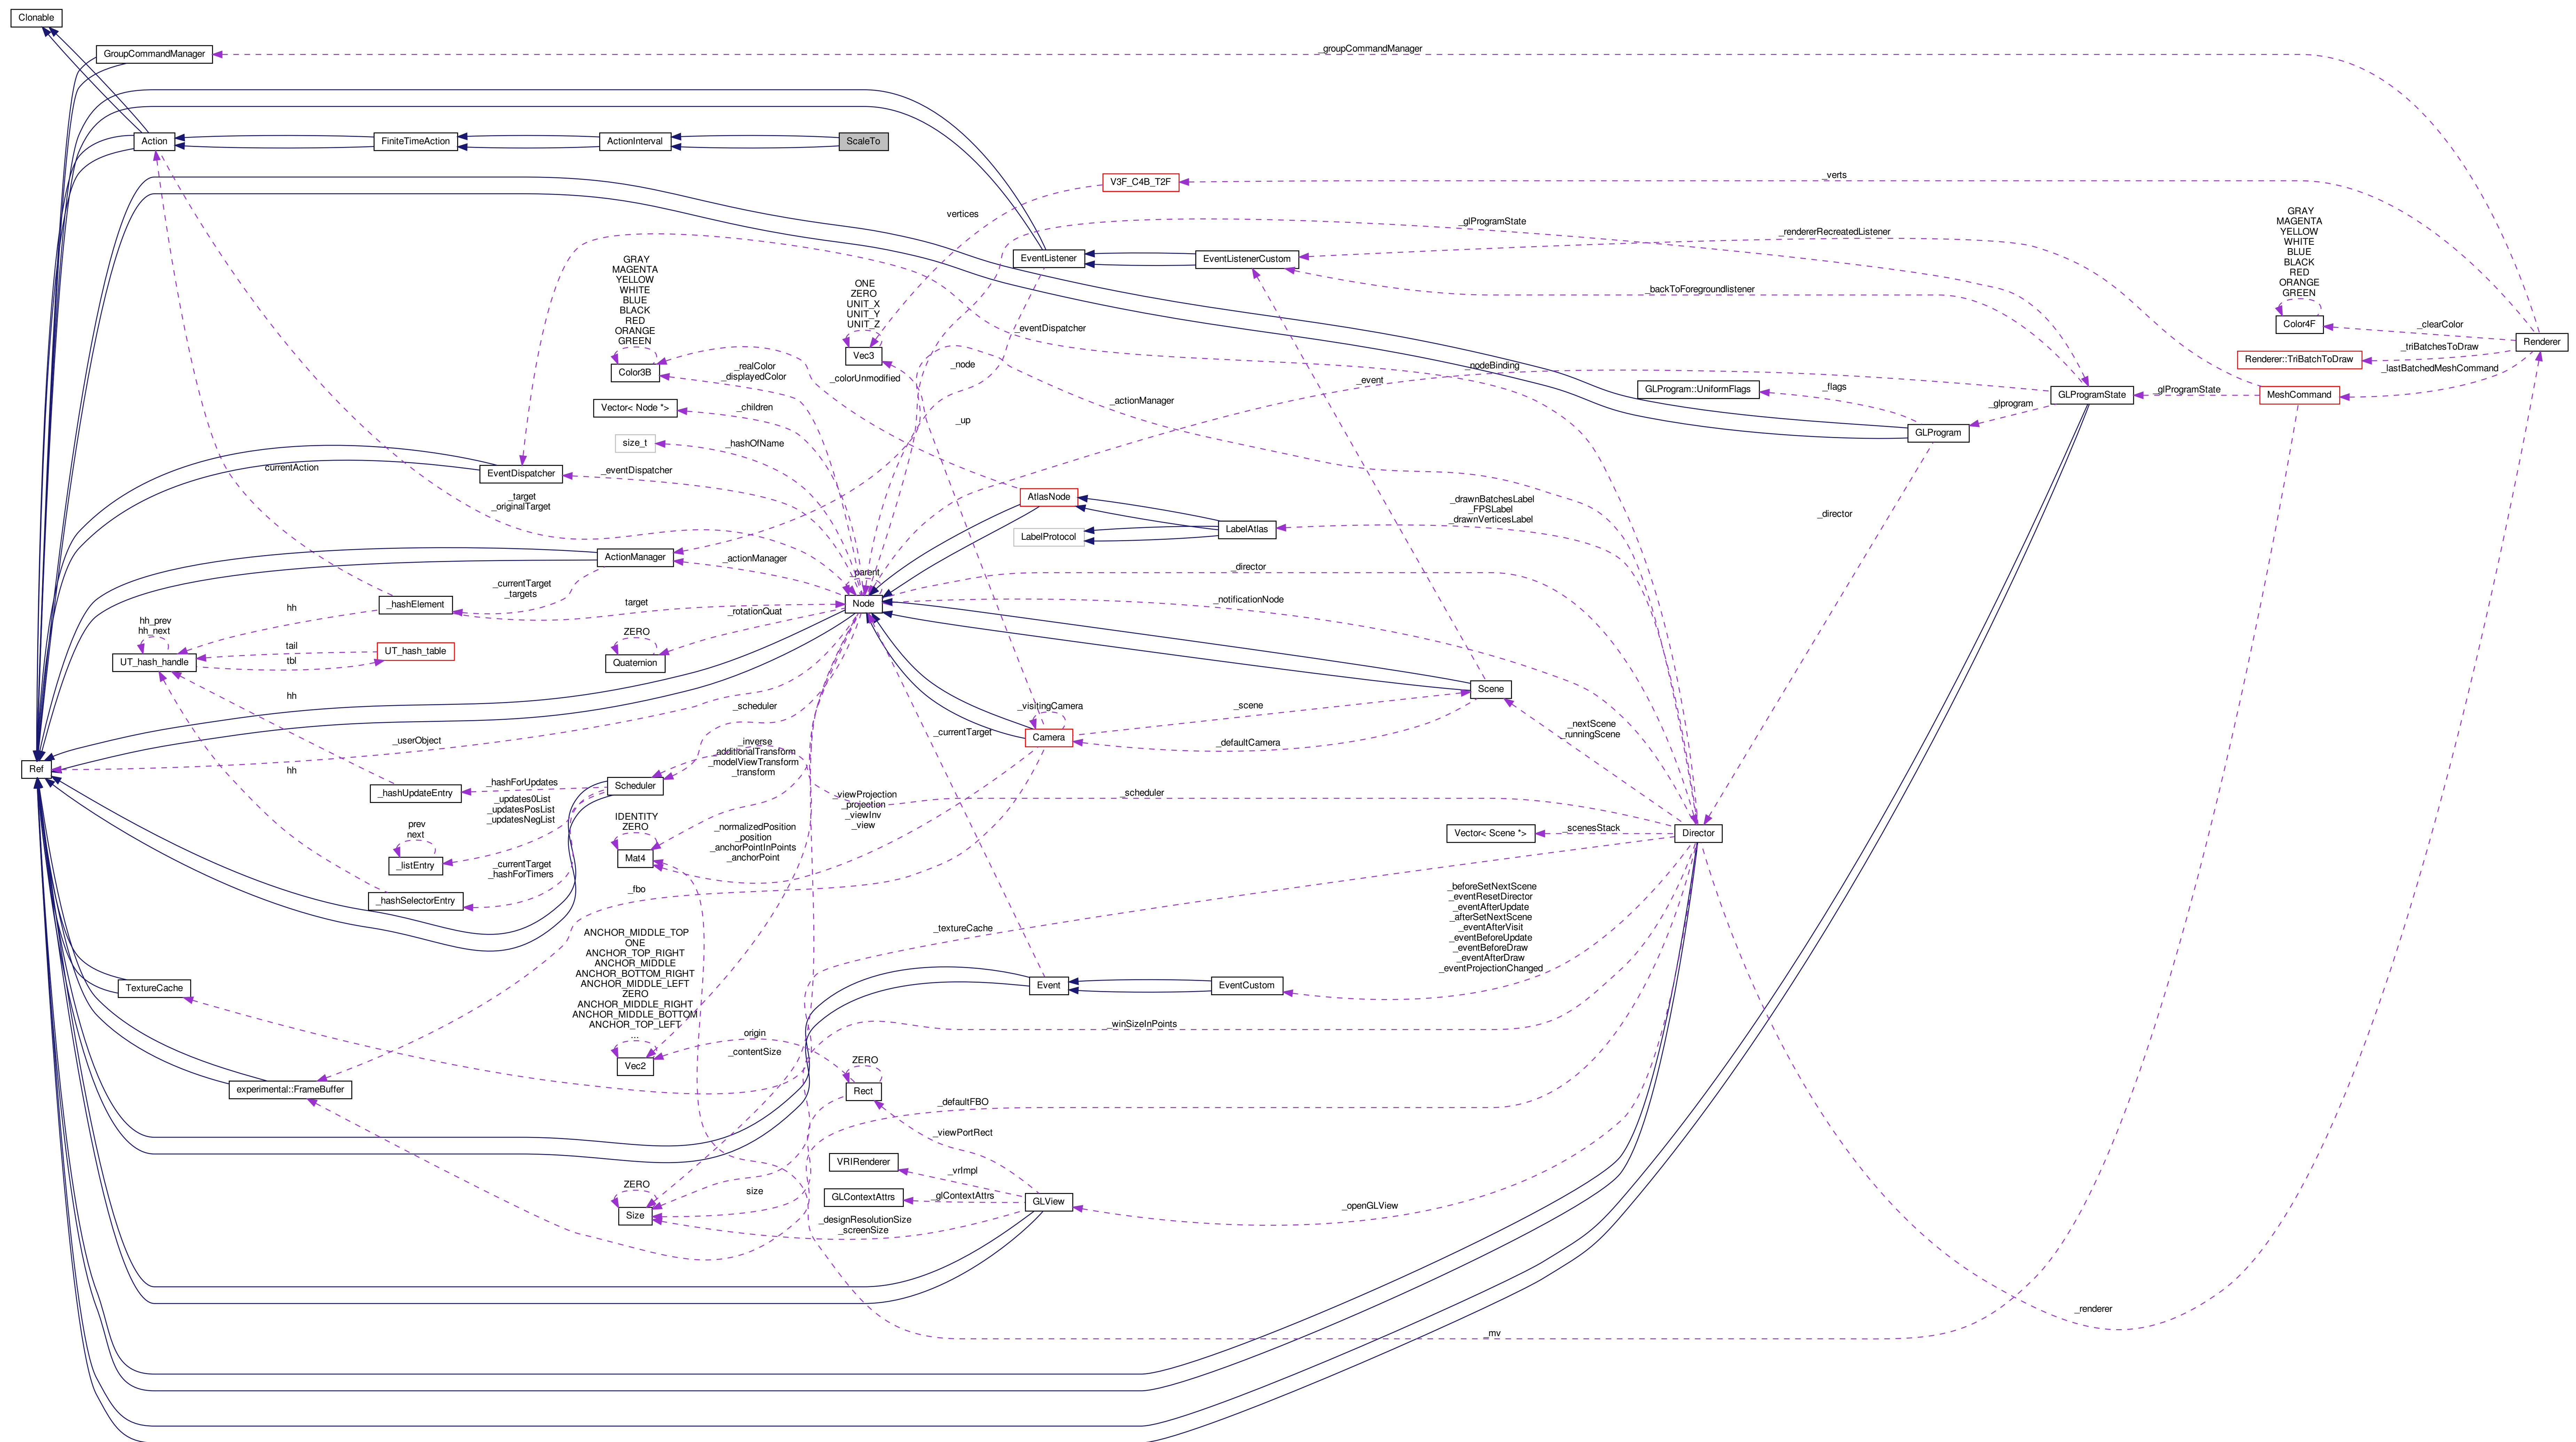 Clonable
GroupCommandManager
_groupCommandManager
Action
FiniteTimeAction
ActionInterval
ScaleTo
V3F_C4B_T2F
_verts
vertices
_glProgramState
_rendererRecreatedListener
GRAY
MAGENTA
YELLOW
WHITE
BLUE
BLACK
RED
ORANGE
GREEN
Color4F
EventListener
EventListenerCustom
GRAY
MAGENTA
YELLOW
WHITE
BLUE
BLACK
RED
ORANGE
GREEN
Color3B
ONE
ZERO
UNIT_X
UNIT_Y
UNIT_Z
Vec3
_backToForegroundlistener
_eventDispatcher
_clearColor
Renderer
_triBatchesToDraw
Renderer::TriBatchToDraw
_lastBatchedMeshCommand
_realColor
_displayedColor
_colorUnmodified
_node
_nodeBinding
_event
GLProgram::UniformFlags
_flags
GLProgramState
_glProgramState
MeshCommand
Vector< Node *>
_children
_actionManager
_glprogram
_up
GLProgram
size_t
_hashOfName
currentAction
EventDispatcher
_eventDispatcher
_target
_originalTarget
AtlasNode
_drawnBatchesLabel
_FPSLabel
_drawnVerticesLabel
LabelAtlas
LabelProtocol
_director
ActionManager
_actionManager
_parent
_director
_currentTarget
_targets
_hashElement
hh
target
_rotationQuat
Node
_notificationNode
hh_prev
hh_next
UT_hash_handle
tail
tbl
UT_hash_table
ZERO
Quaternion
Scene
hh
_scheduler
_visitingCamera
_scene
_nextScene
_runningScene
_userObject
_inverse
_additionalTransform
_modelViewTransform
_transform
_currentTarget
Camera
_defaultCamera
Ref
hh
_hashForUpdates
_hashUpdateEntry
Scheduler
_updates0List
_updatesPosList
_updatesNegList
_viewProjection
_projection
_viewInv
_view
_scheduler
prev
next
_listEntry
IDENTITY
ZERO
Mat4
_normalizedPosition
_position
_anchorPointInPoints
_anchorPoint
Vector< Scene *>
_scenesStack
Director
_currentTarget
_hashForTimers
_hashSelectorEntry
_fbo
_beforeSetNextScene
_eventResetDirector
_eventAfterUpdate
_afterSetNextScene
_eventAfterVisit
_eventBeforeUpdate
_eventBeforeDraw
_eventAfterDraw
_eventProjectionChanged
ANCHOR_MIDDLE_TOP
ONE
ANCHOR_TOP_RIGHT
ANCHOR_MIDDLE
ANCHOR_BOTTOM_RIGHT
ANCHOR_MIDDLE_LEFT
ZERO
ANCHOR_MIDDLE_RIGHT
ANCHOR_MIDDLE_BOTTOM
ANCHOR_TOP_LEFT
...
Vec2
_textureCache
TextureCache
Event
EventCustom
origin
_winSizeInPoints
_contentSize
ZERO
Rect
experimental::FrameBuffer
_defaultFBO
_viewPortRect
VRIRenderer
_vrImpl
GLContextAttrs
_glContextAttrs
GLView
ZERO
Size
size
_designResolutionSize
_screenSize
_openGLView
_renderer
_mv